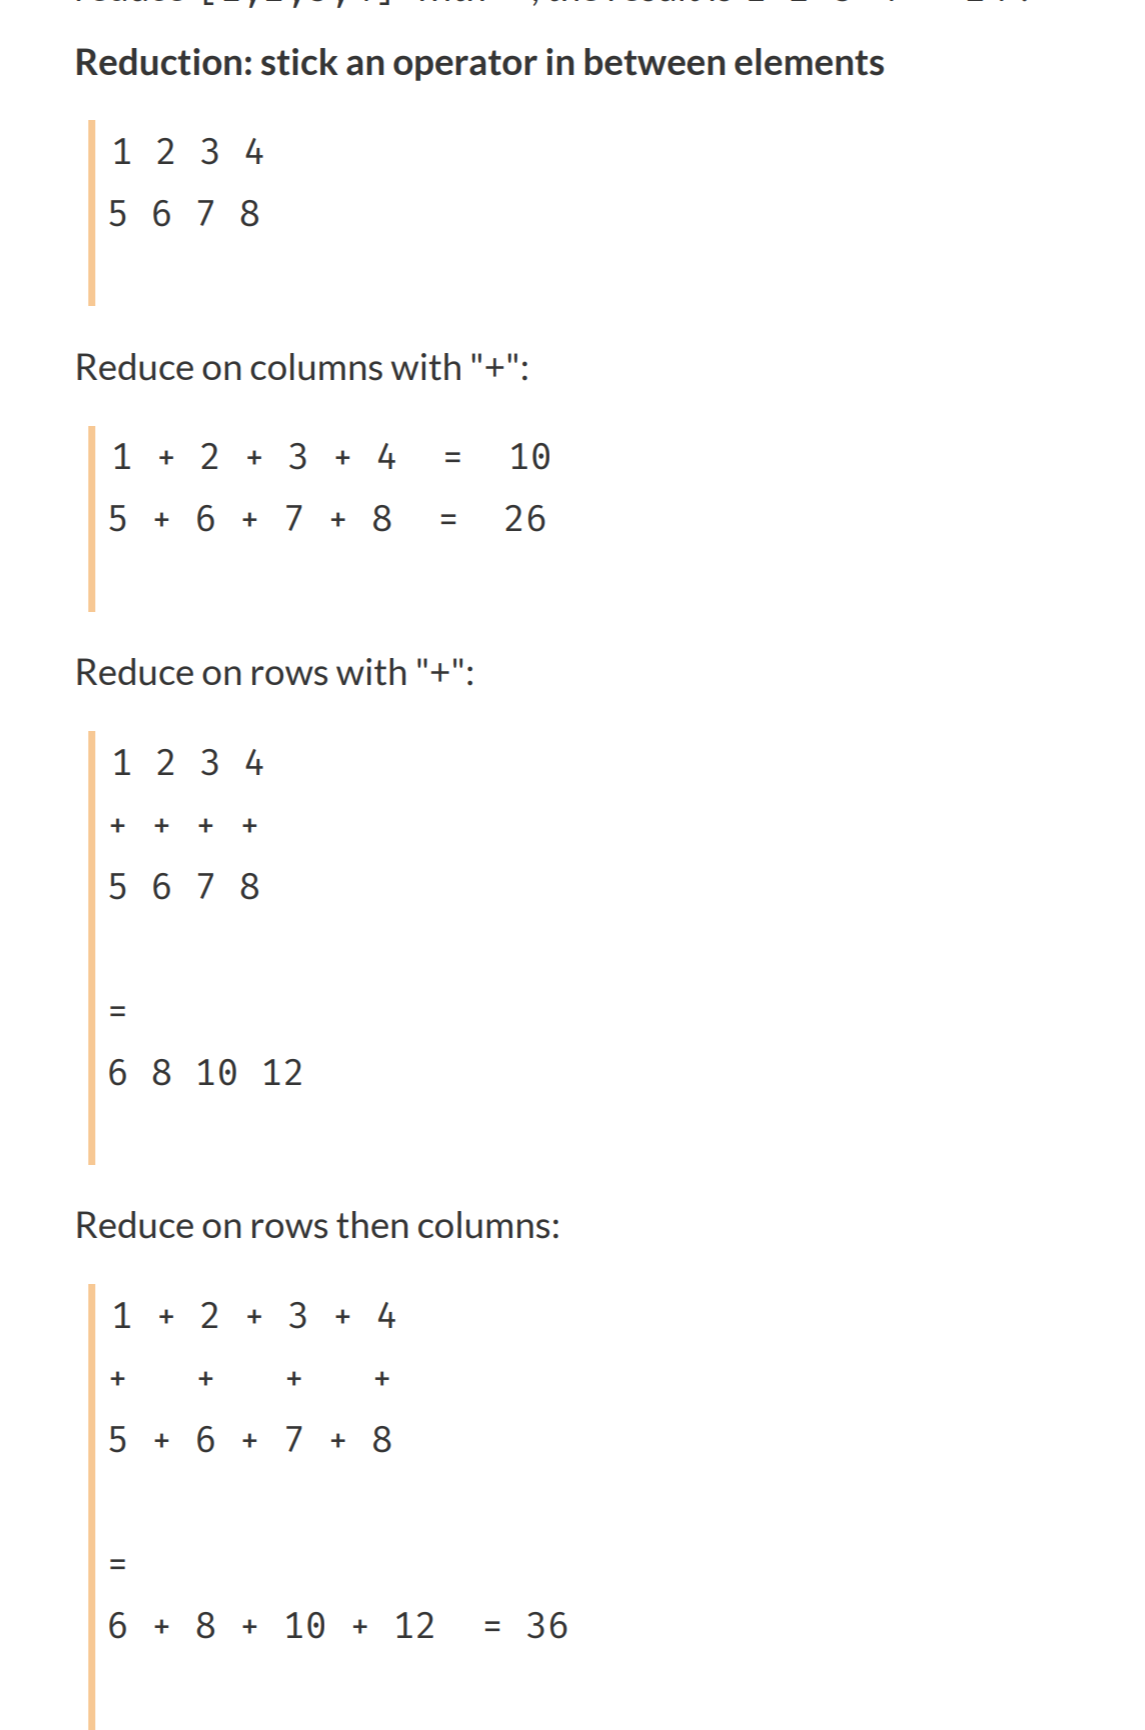 Reduction: stick an operator in between elements
1 2 3 4
5 6 7 8
Reduce on columns with "+":
1 + 2 + 3 + 4 = 10
5 + 6 + 7 + 8 = 26
Reduce on rows with "+":
1 2 3 4
+ + + +
5 6 7 8
=
6 8 10 12
Reduce on rows then columns:
1 + 2 + 3 + 4
+ + + +
5 + 6 + 7 + 8
=
6 + 8 + 10 + 12 = 36